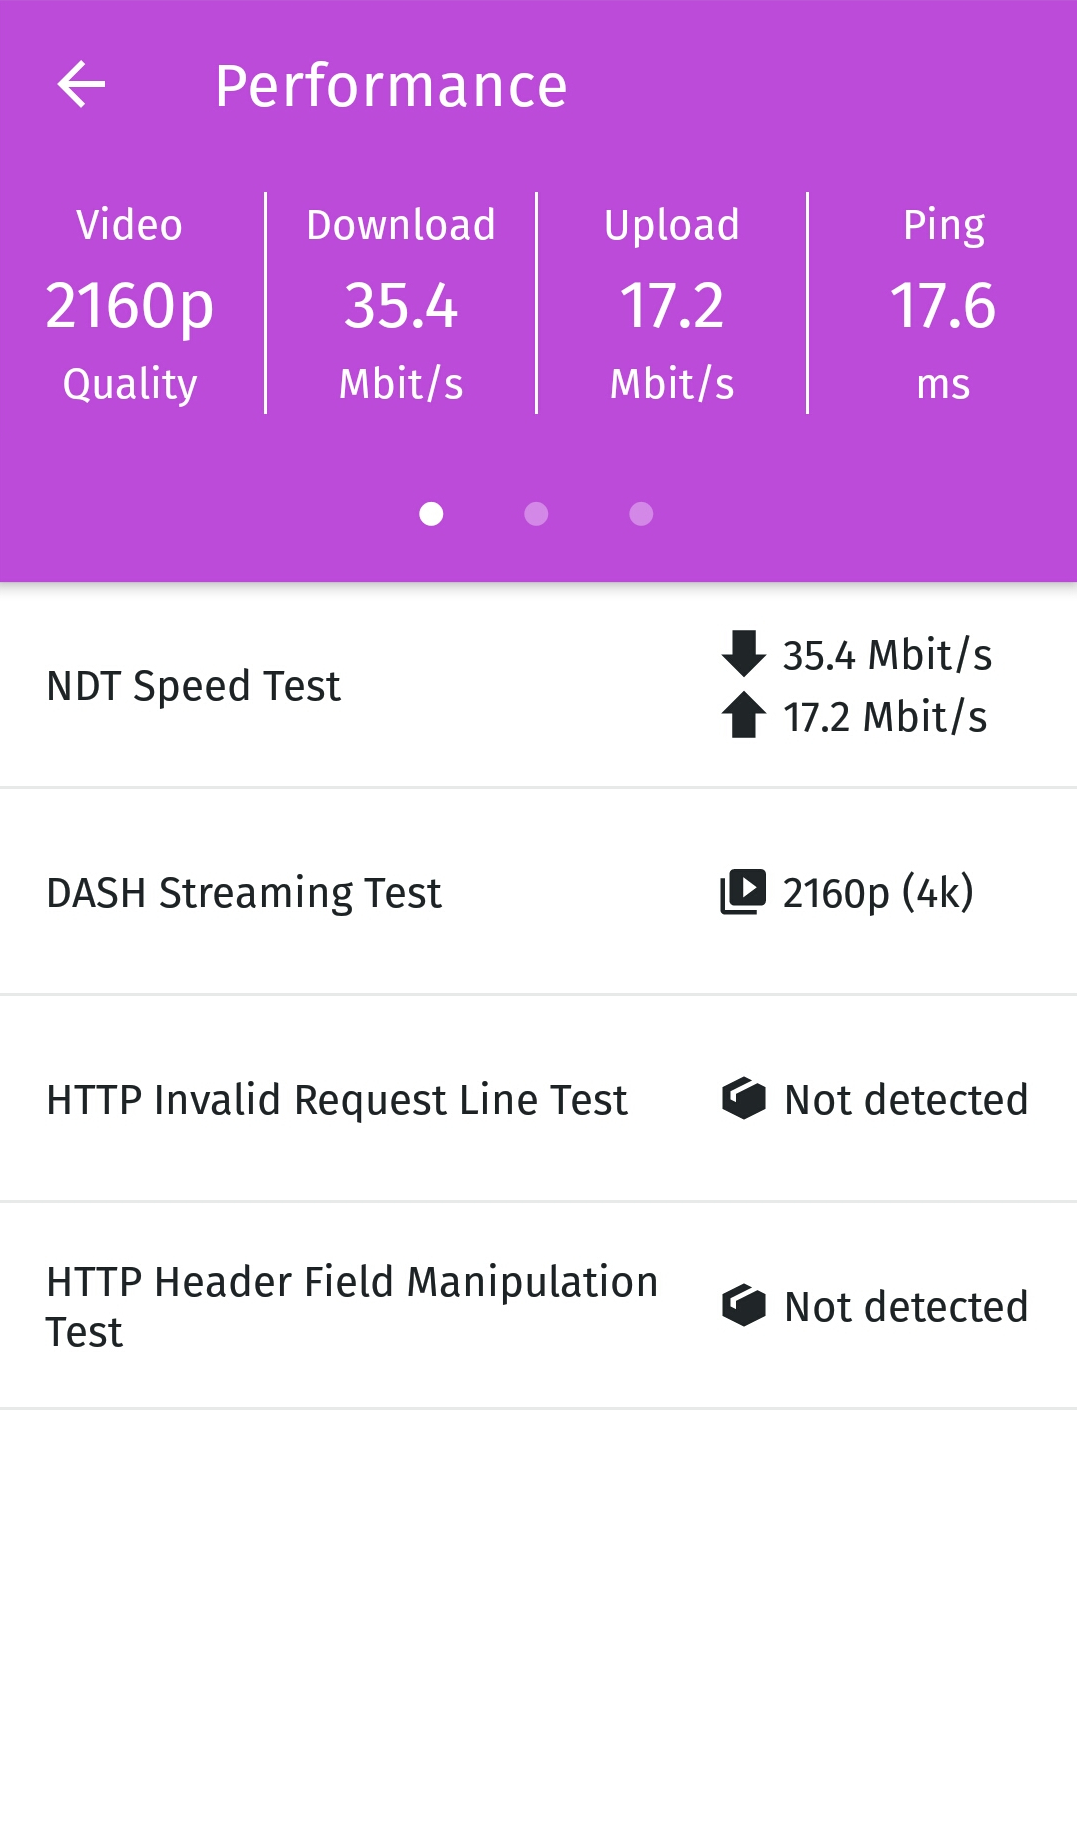 Performance
Video
2160p
Quality
Download
35.4
Mbit/s
Upload
17.2
Mbit/s
Ping
17.6
ms
NDT Speed Test
35.4 Mbit/s
17.2 Mbit/s
DASH Streaming Test
2160p (4k)
HTTP Invalid Request Line Test
Not detected
HTTP Header Field Manipulation
Test
Not detected